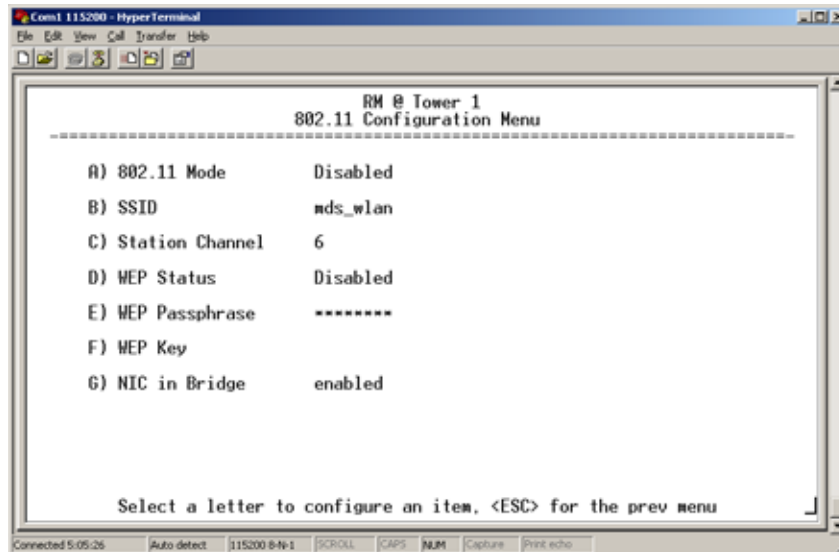 Com1 115200 - HyperTerminal
File Edit View Call Transfer Help
RM @ Tower 1
802.11 Configuration Menu
-==========================================================================-
A) 802.11 Mode Disabled
B) SSID mds_wlan
C) Station Channel 6
D) WEP Status Disabled
E) WEP Passphrase ********
F) WEP Key
G) NIC in Bridge enabled
Select a letter to configure an item, <ESC> for the prev menu
Connected 5:05:26 Auto detect 115200 8-N-1 SCROLL CAPS NUM Capture Print echo